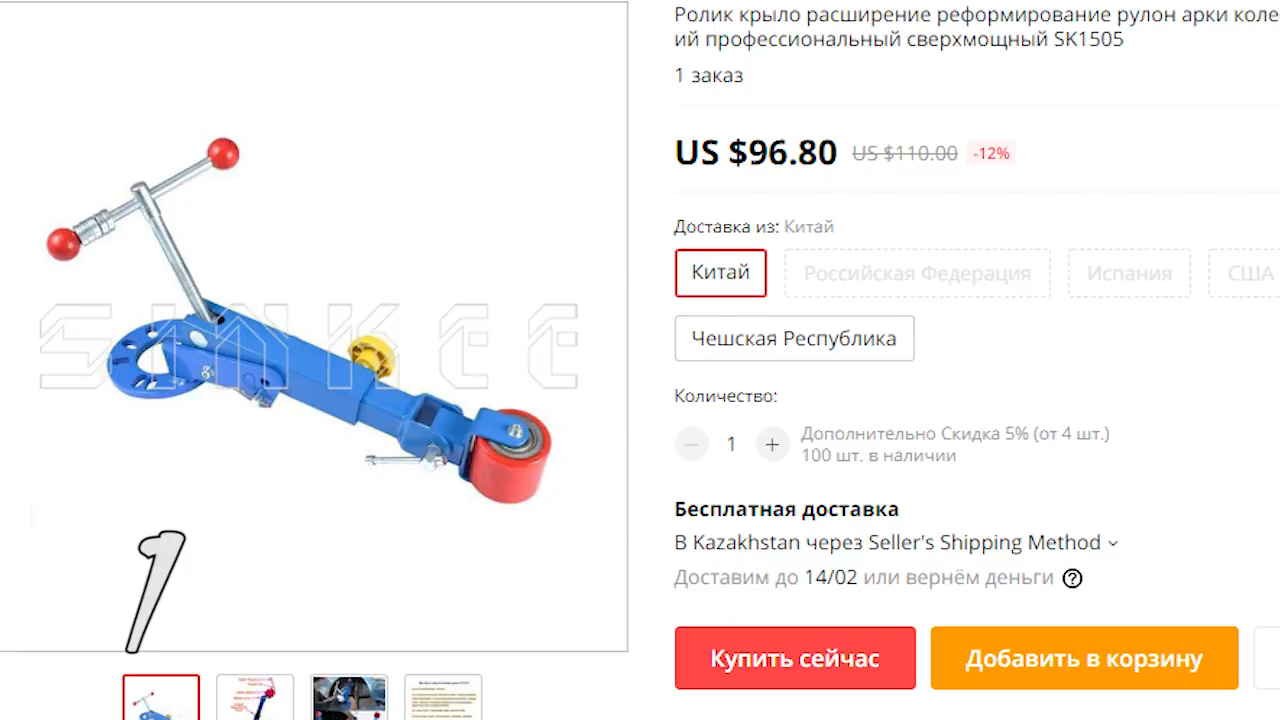 Ролик крыло расширение реформирование рулон арки коле
ий профессиональный сверхмощный SK1505
1 заказ
US $96.80 US $110.00 -12%
Доставка из: Китай
Китай
Российская Федерация
Испания
США
Чешская Республика
Количество:
1
+
Дополнительно Скидка 5% (от 4 шт.)
100 шт. в наличии
Бесплатная доставка
В Kazakhstan через Seller's Shipping Method
Доставим до 14/02 или вернём деньги ?
Купить сейчас
Добавить в корзину
SINKEE
1